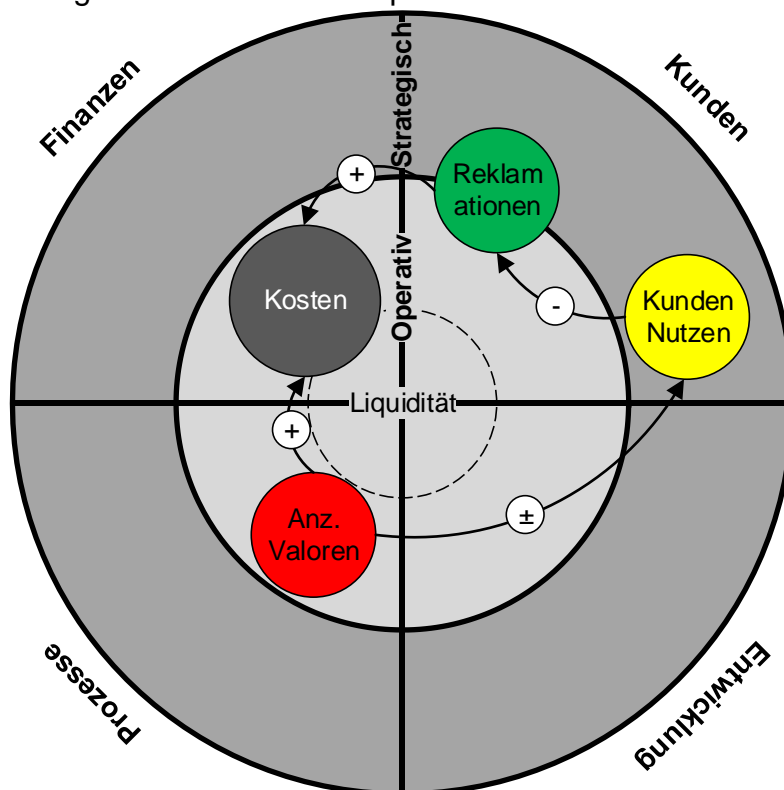 Finanzen
Strategisch
Kunden
Reklam
ationen
+
Operativ
Kosten
-
Kunden
Nutzen
Liquidität
+
Anz.
Valoren
±
Prozesse
Entwicklung